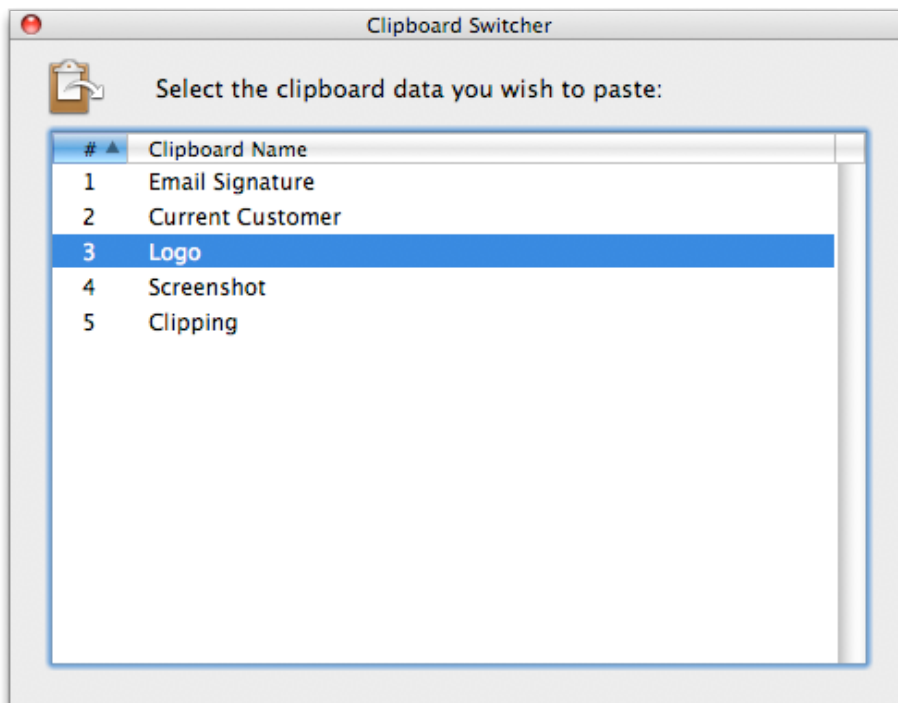 Clipboard Switcher
Select the clipboard data you wish to paste:
# Clipboard Name
1 Email Signature
2 Current Customer
3 Logo
4 Screenshot
5 Clipping